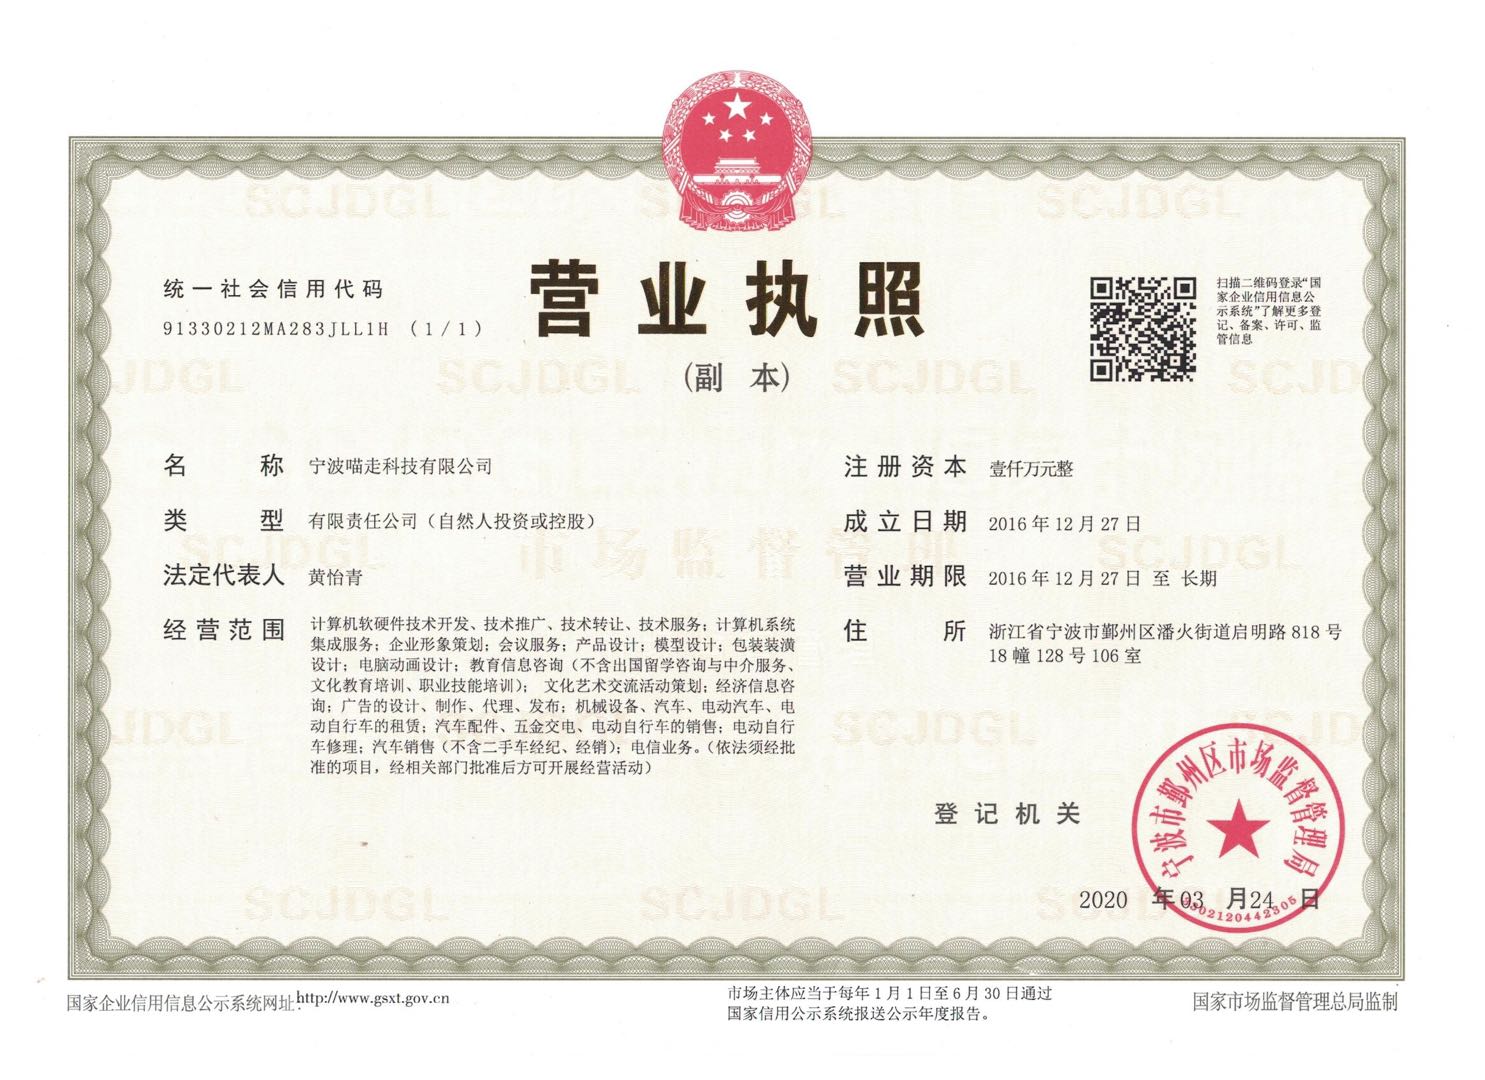 统一社会信用代码
91330212MA283JLL1H （1/1）
营业执照
（副 本）
扫描二维码登录“国
家企业信用信息公
示系统”了解更多登
记、备案、许可、监
管信息
名 称 宁波喵走科技有限公司
类 型 有限责任公司（自然人投资或控股）
法定代表人 黄怡青
经营范围 计算机软硬件技术开发、技术推广、技术转让、技术服务；计算机系统
集成服务；企业形象策划；会议服务；产品设计；模型设计；包装装潢
设计；电脑动画设计；教育信息咨询（不含出国留学咨询与中介服务、
文化教育培训、职业技能培训）； 文化艺术交流活动策划；经济信息咨
询；广告的设计、制作、代理、发布；机械设备、汽车、电动汽车、电
动自行车的租赁；汽车配件、五金交电、电动自行车的销售；电动自行
车修理；汽车销售（不含二手车经纪、经销）；电信业务。（依法须经批
准的项目，经相关部门批准后方可开展经营活动）
注册资本 壹仟万元整
成立日期 2016年12月27日
营业期限 2016年12月27日 至 长期
住 所 浙江省宁波市鄞州区潘火街道启明路818号
18幢128号106室
登记机关
宁波市鄞州区市场监督管理局
2020 年03 月24 日
3302120442305
国家企业信用信息公示系统网址：http://www.gsxt.gov.cn
市场主体应当于每年1月1日至6月30日通过
国家信用公示系统报送公示年度报告。
国家市场监督管理总局监制
SCJDGL
市场监督管理